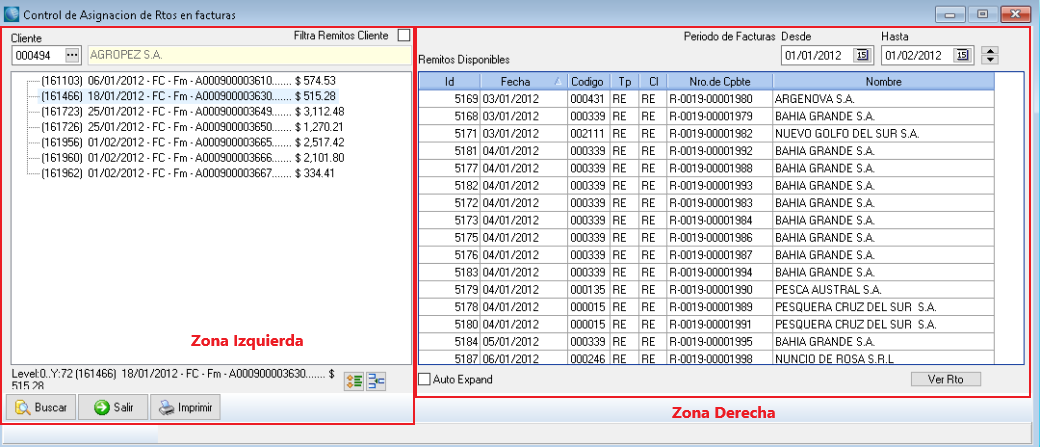 Control de Asignacion de Rtos en facturas
Cliente
Filtra Remitos Cliente
000494 ... AGROPEZ S.A.
(161103) 06/01/2012 - FC - Fm - A000900003610....... $ 574.53
(161466) 18/01/2012 - FC - Fm - A000900003630....... $ 515.28
(161723) 25/01/2012 - FC - Fm - A000900003649....... $ 3,112.48
(161726) 25/01/2012 - FC - Fm - A000900003650....... $ 1,270.21
(161956) 01/02/2012 - FC - Fm - A000900003665....... $ 2,517.42
(161960) 01/02/2012 - FC - Fm - A000900003666....... $ 2,101.80
(161962) 01/02/2012 - FC - Fm - A000900003667....... $ 334.41
Zona Izquierda
Level:0..Y:72 (161466) 18/01/2012 - FC - Fm - A000900003630....... $
515.28
Buscar Salir Imprimir
Periodo de Facturas Desde Hasta
01/01/2012 15 01/02/2012 15
Remitos Disponibles
Id Fecha Codigo Tp Cl Nro.de Cpbte Nombre
5169 03/01/2012 000431 RE RE R-0019-00001980 ARGENOVA S.A.
5168 03/01/2012 000339 RE RE R-0019-00001979 BAHIA GRANDE S.A.
5171 03/01/2012 002111 RE RE R-0019-00001982 NUEVO GOLFO DEL SUR S.A.
5181 04/01/2012 000339 RE RE R-0019-00001992 BAHIA GRANDE S.A.
5177 04/01/2012 000339 RE RE R-0019-00001988 BAHIA GRANDE S.A.
5182 04/01/2012 000339 RE RE R-0019-00001993 BAHIA GRANDE S.A.
5172 04/01/2012 000339 RE RE R-0019-00001983 BAHIA GRANDE S.A.
5173 04/01/2012 000339 RE RE R-0019-00001984 BAHIA GRANDE S.A.
5175 04/01/2012 000339 RE RE R-0019-00001986 BAHIA GRANDE S.A.
5176 04/01/2012 000339 RE RE R-0019-00001987 BAHIA GRANDE S.A.
5183 04/01/2012 000339 RE RE R-0019-00001994 BAHIA GRANDE S.A.
5179 04/01/2012 000135 RE RE R-0019-00001990 PESCA AUSTRAL S.A.
5178 04/01/2012 000015 RE RE R-0019-00001989 PESQUERA CRUZ DEL SUR S.A.
5180 04/01/2012 000015 RE RE R-0019-00001991 PESQUERA CRUZ DEL SUR S.A.
5184 05/01/2012 000339 RE RE R-0019-00001995 BAHIA GRANDE S.A.
5187 06/01/2012 000246 RE RE R-0019-00001998 NUNCIO DE ROSA S.R.L
Auto Expand
Ver Rto
Zona Derecha